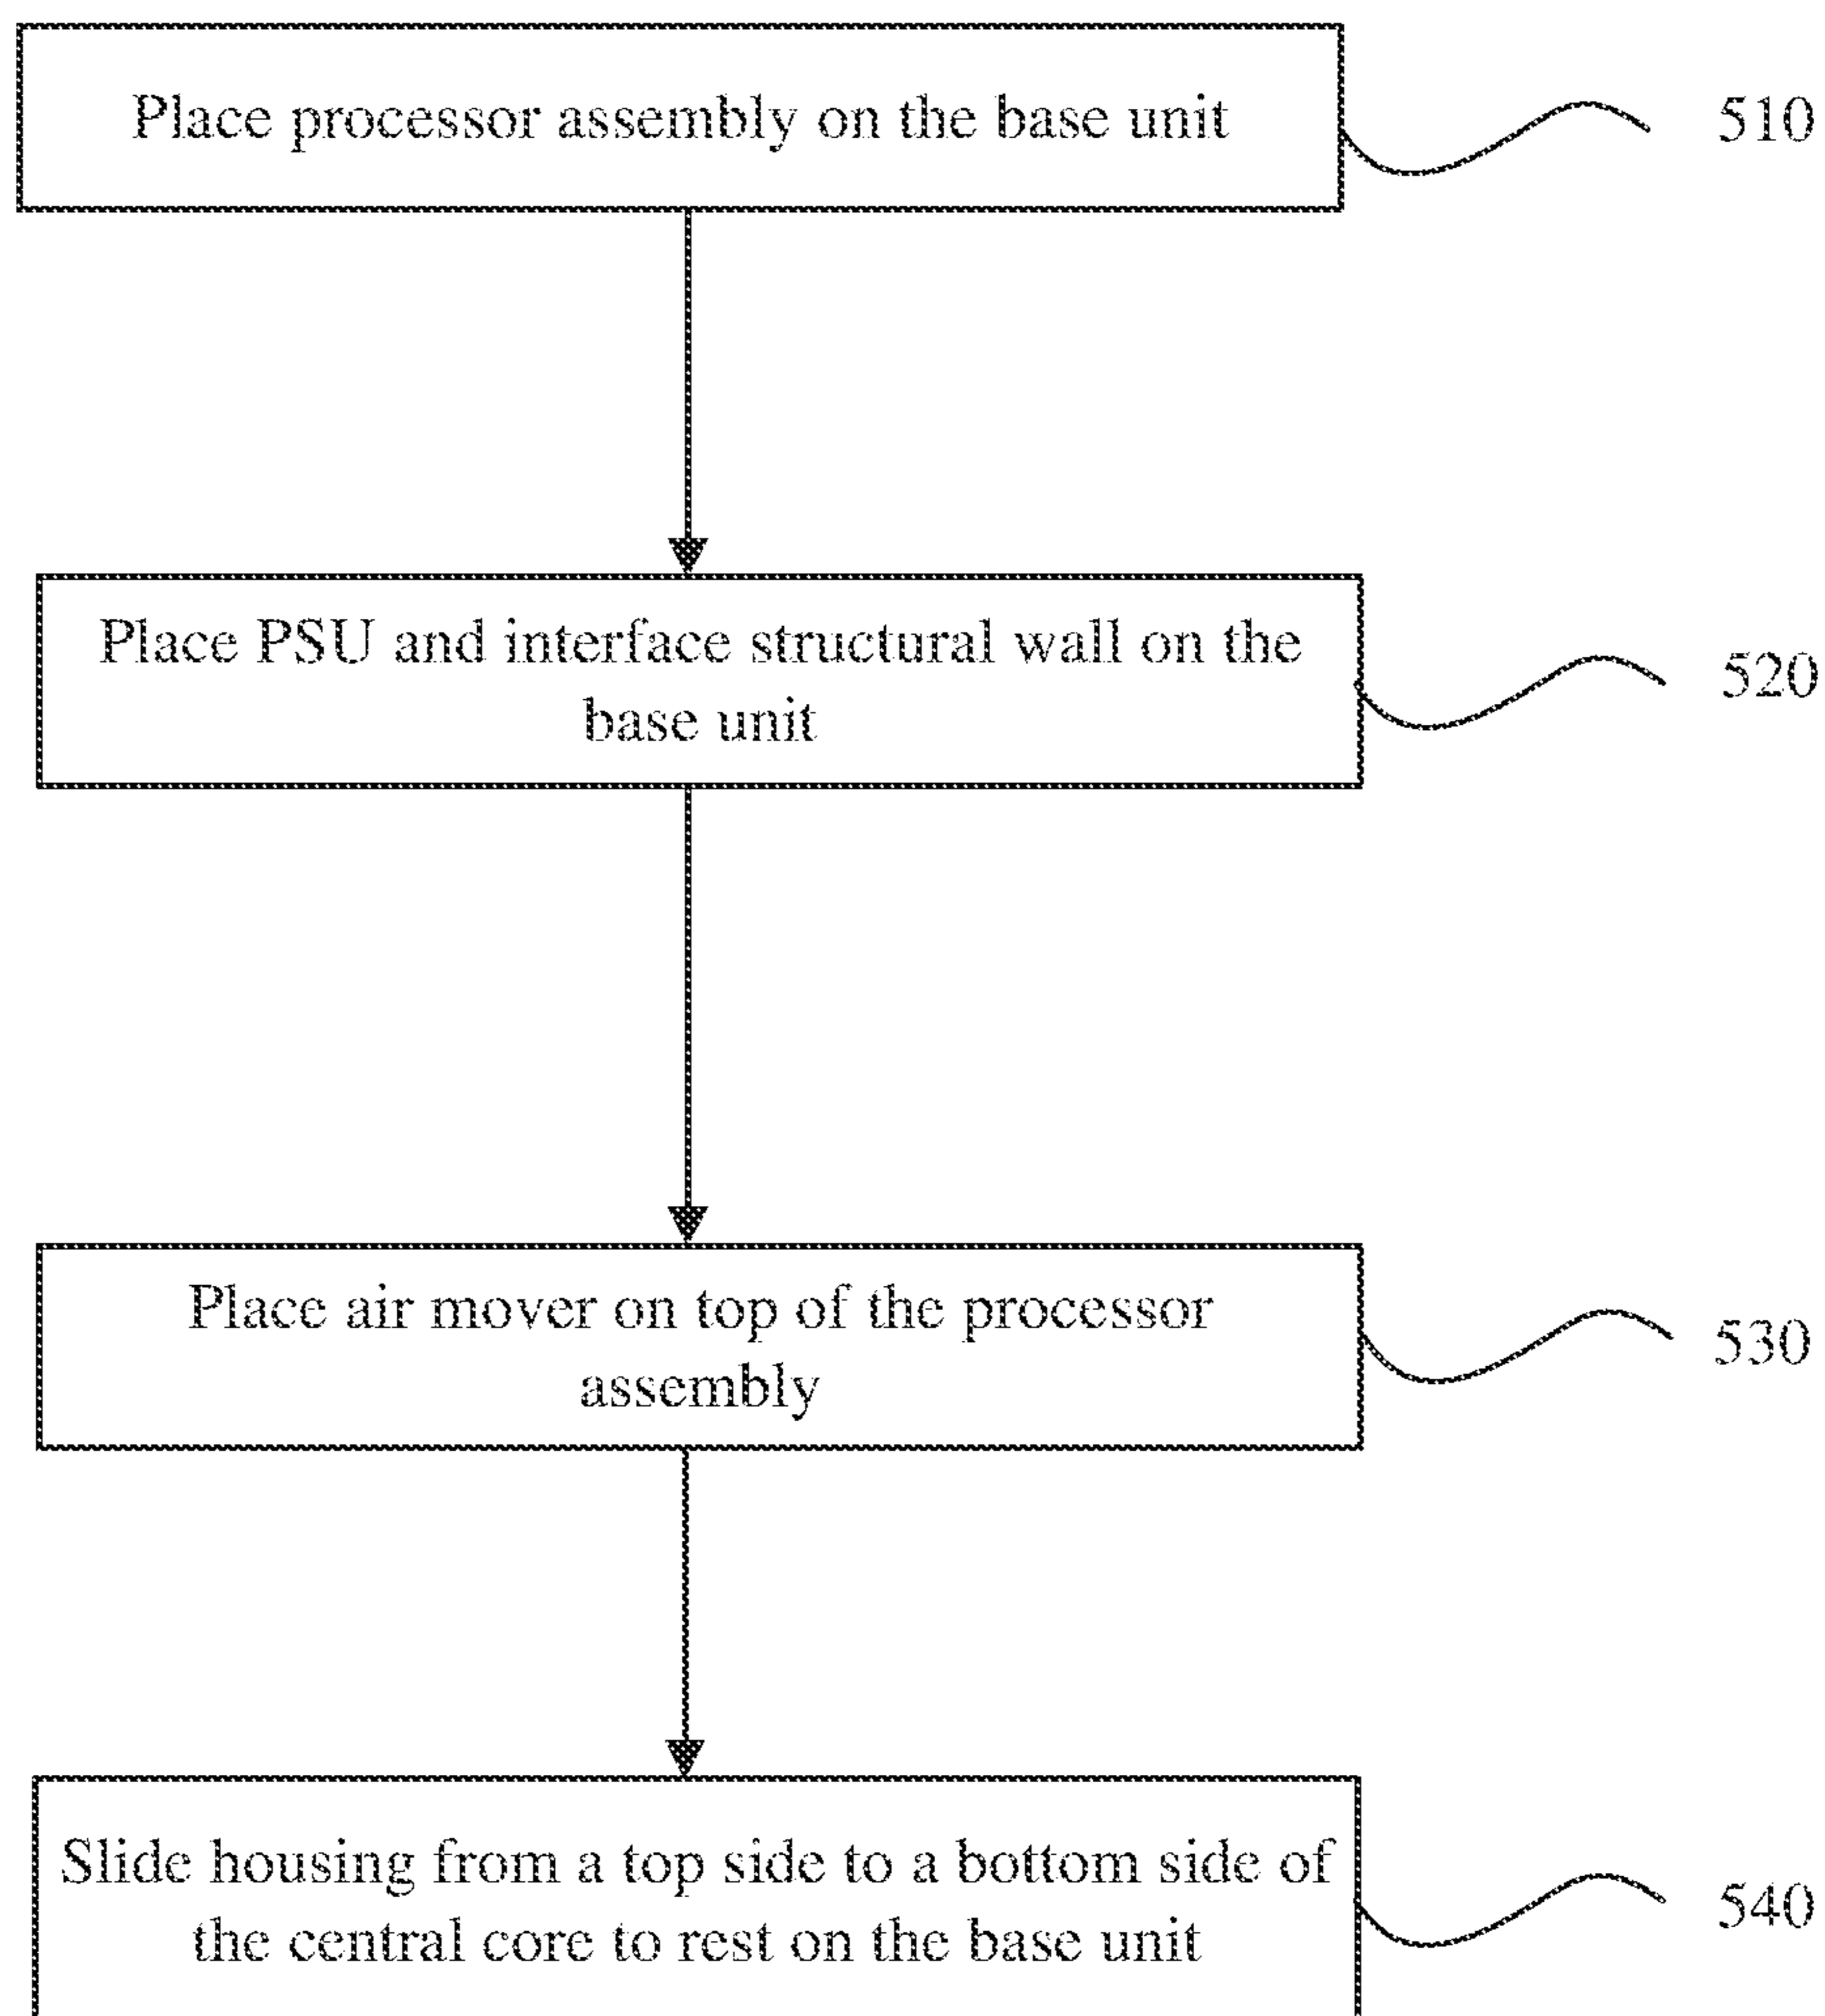 Place processor assembly on the base unit
510
Place PSU and interface structural wall on the
base unit
520
Place air mover on top of the processor
assembly
530
Slide housing from a top side to a bottom side of
the central core to rest on the base unit
540